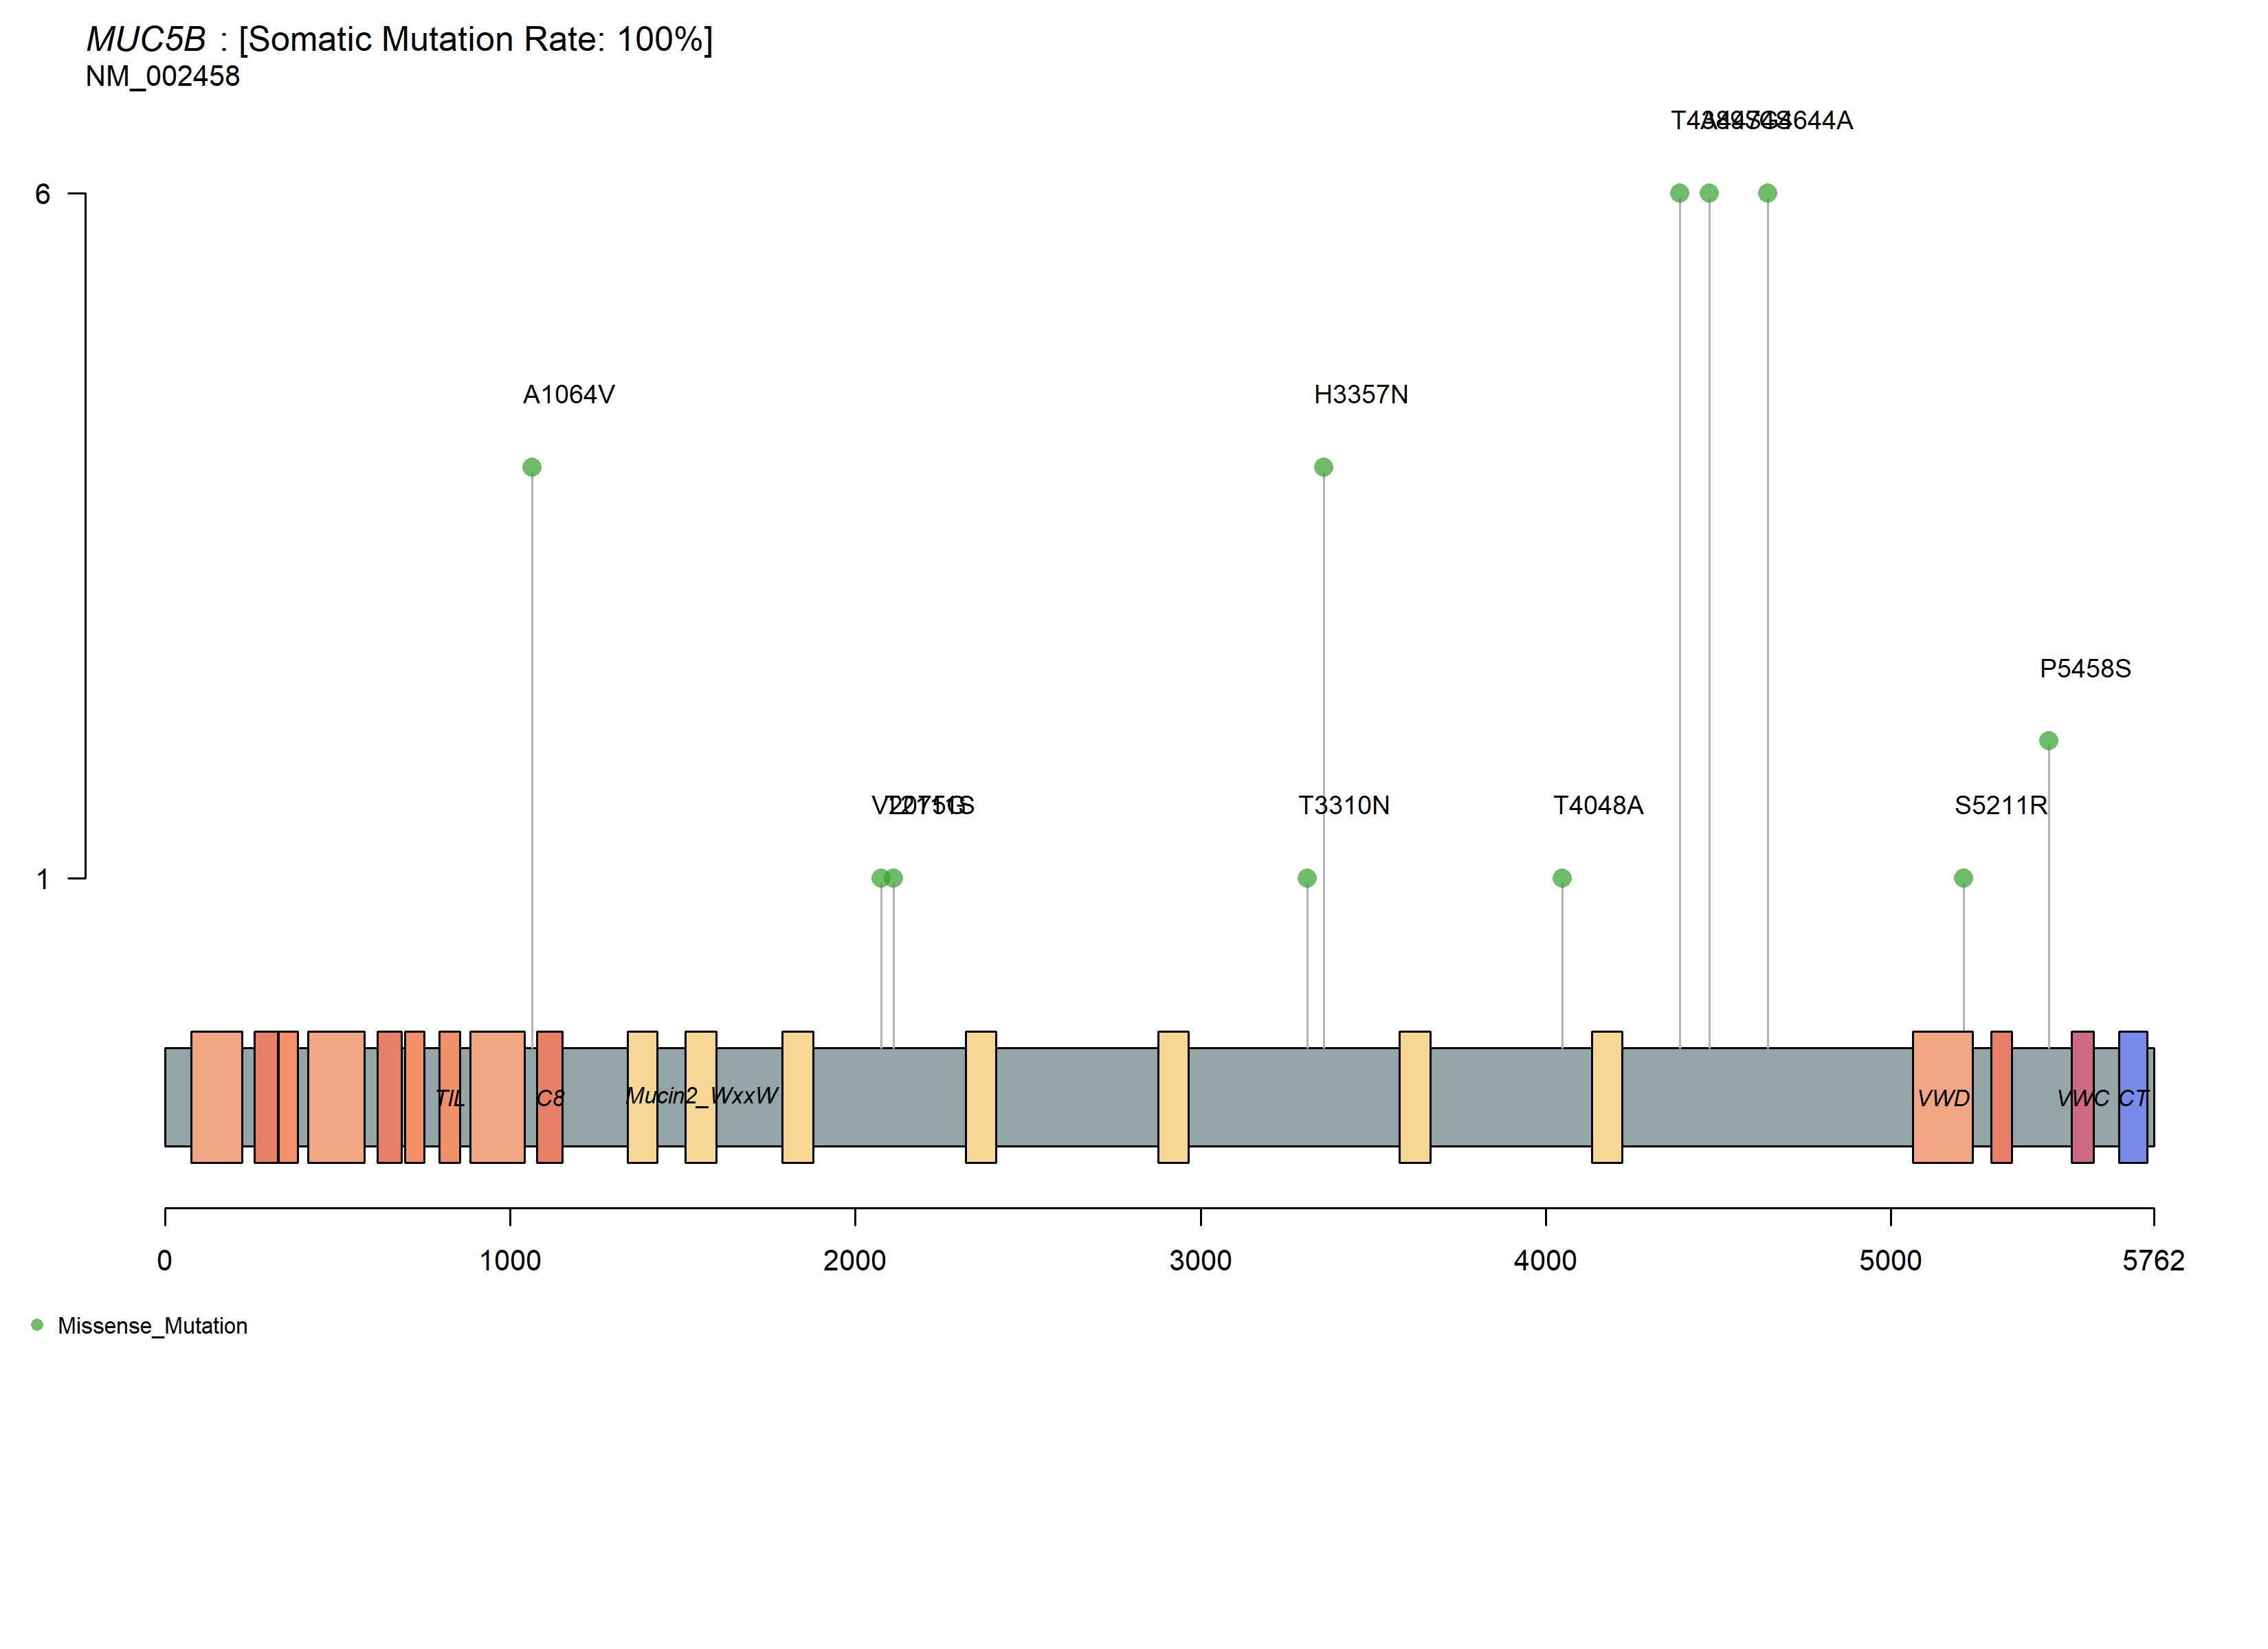 MUC5B : [Somatic Mutation Rate: 100%]
NM_002458
6
A1064V
H3357N
P5458S
T3310N
T4048A
S5211R
1
TIL
C8
Mucin2_WxxW
VWD
VWC
CT
0
1000
2000
3000
4000
5000
5762
Missense_Mutation